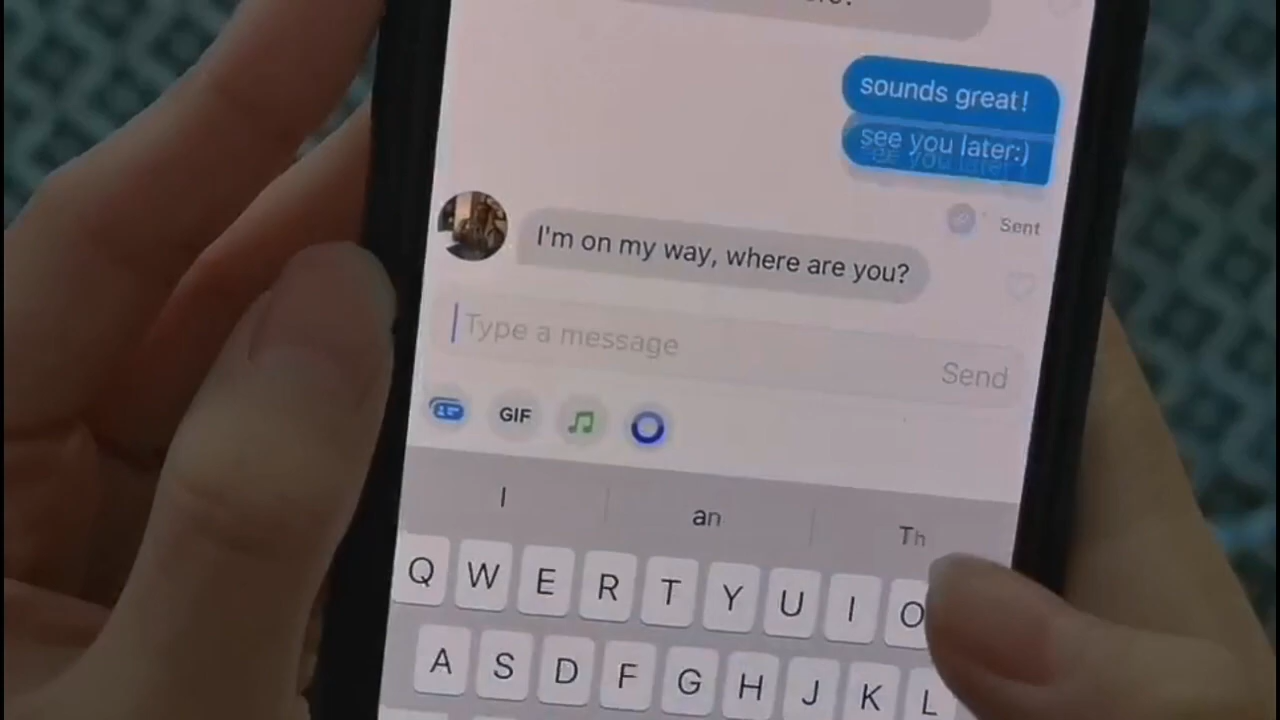 sounds great!
see you later:)
Sent
I'm on my way, where are you?
Type a message
Send
GIF
I
an
Th
Q W E R T Y U I O
A S D F G H J K L